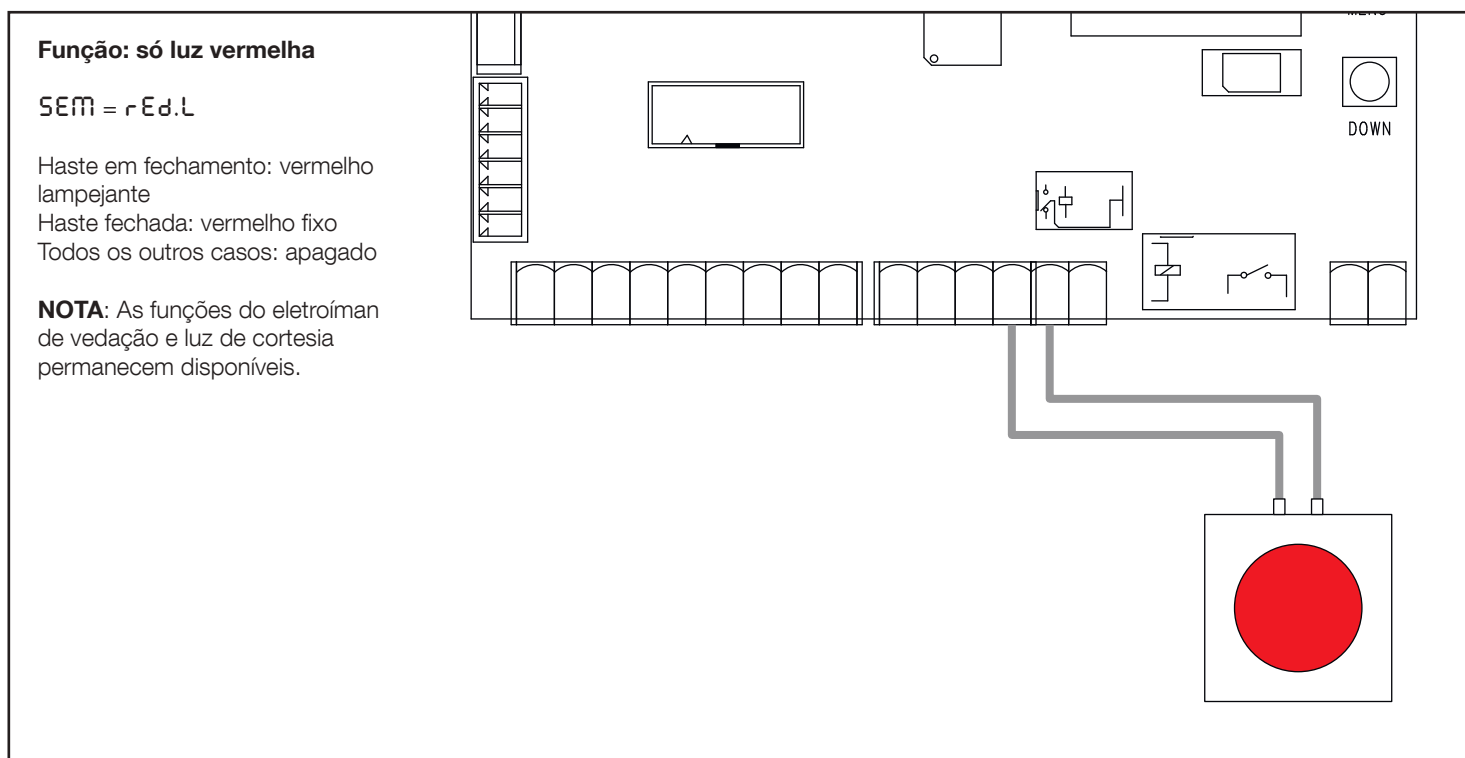 Função: só luz vermelha
SEM = rEd.L
Haste em fechamento: vermelho
lampejante
Haste fechada: vermelho fixo
Todos os outros casos: apagado
NOTA: As funções do eletroíman
de vedação e luz de cortesia
permanecem disponíveis.
DOWN